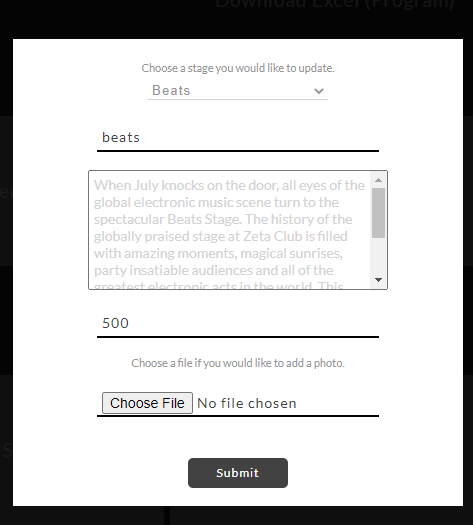 Download Excel (Program)
Choose a stage you would like to update.
Beats
beats
When July knocks on the door, all eyes of the
global electronic music scene turn to the
spectacular Beats Stage. The history of the
globally praised stage at Zeta Club is filled
with amazing moments, magical sunrises,
party insatiable audiences and all of the
greatest electronic acts in the world. This
500
Choose a file if you would like to add a photo.
Choose File No file chosen
Submit